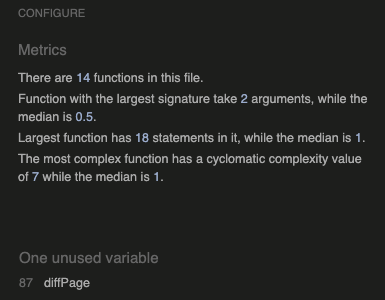 CONFIGURE
Metrics
There are 14 functions in this file.
Function with the largest signature take 2 arguments, while the
median is 0.5.
Largest function has 18 statements in it, while the median is 1.
The most complex function has a cyclomatic complexity value
of 7 while the median is 1.
One unused variable
87 diffPage